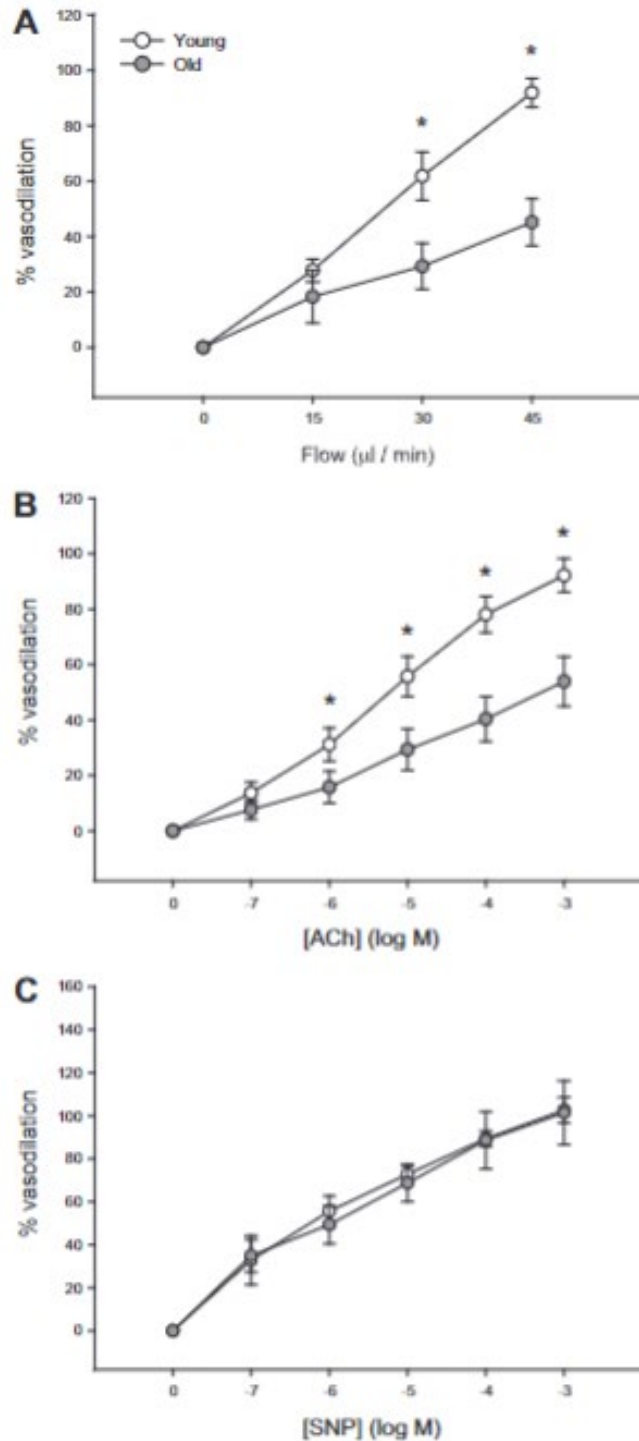 A
120
Young
Old
100
80
60
40
20
0
*
*
% vasodilation
0 15 30 45
Flow (µl / min)
B
120
100
80
60
40
20
0
*
*
*
*
% vasodilation
0 -7 -6 -5 -4 -3
[ACh] (log M)
C
160
140
120
100
80
60
40
20
0
% vasodilation
0 -7 -6 -5 -4 -3
[SNP] (log M)